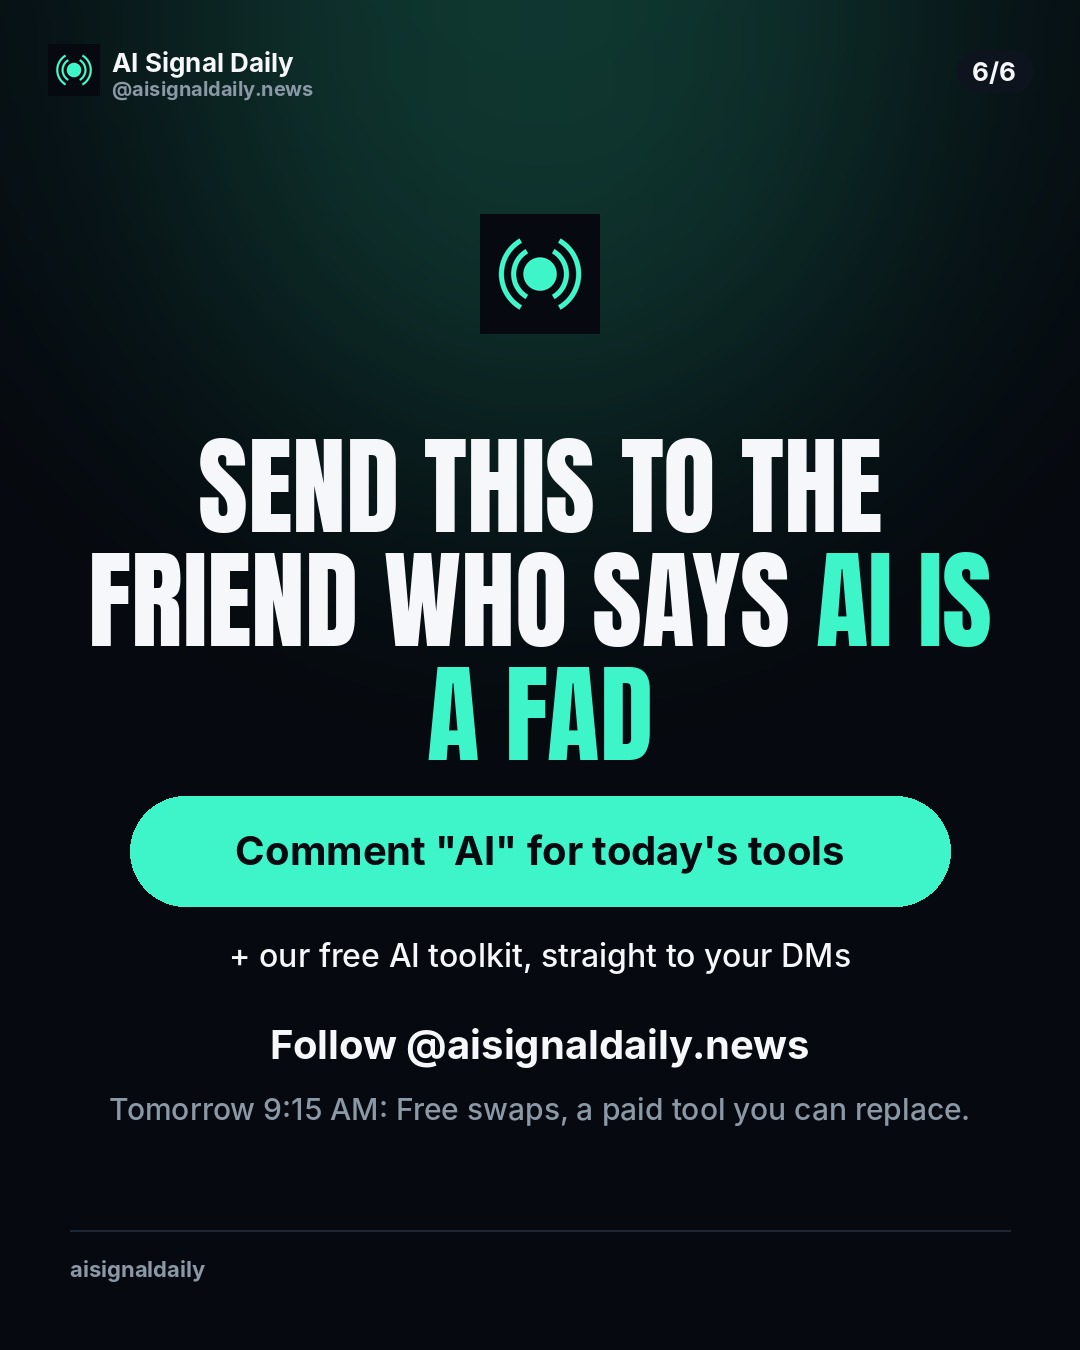 AI Signal Daily
@aisignaldaily.news
6/6
SEND THIS TO THE
FRIEND WHO SAYS AI IS
A FAD
Comment "AI" for today's tools
+ our free AI toolkit, straight to your DMs
Follow @aisignaldaily.news
Tomorrow 9:15 AM: Free swaps, a paid tool you can replace.
aisignaldaily